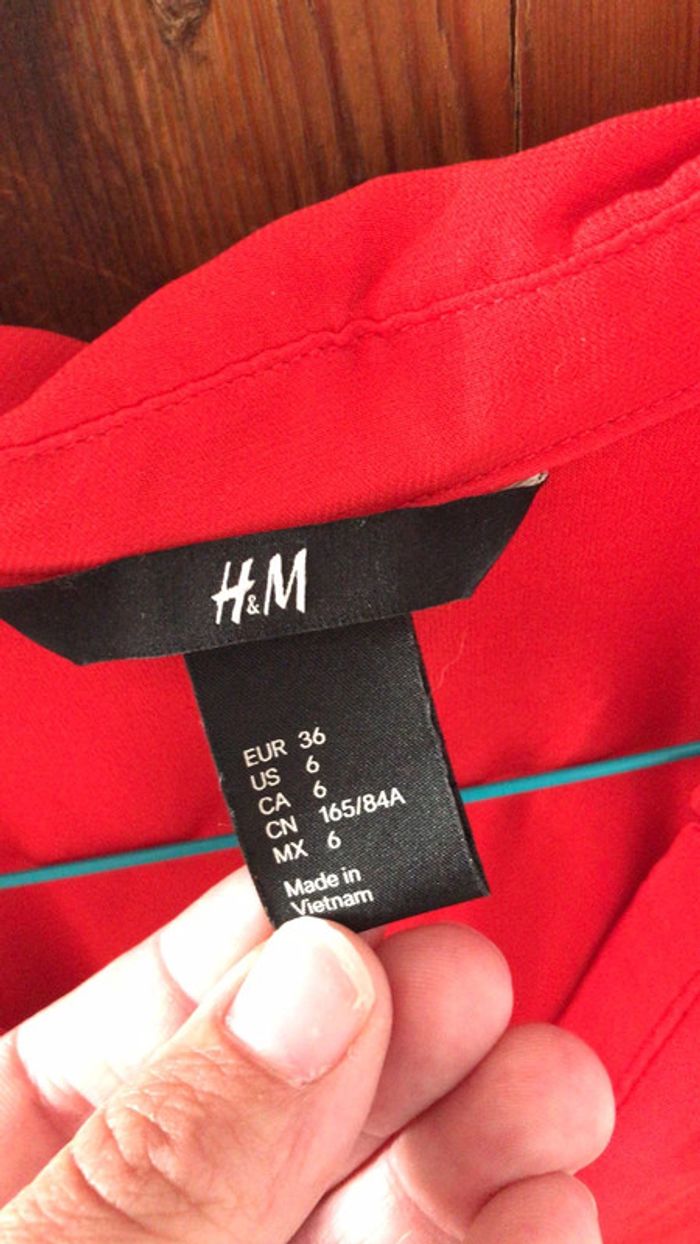 H&M
EUR 36
US 6
CA 6
CN 165/84A
MX 6
Made in
Vietnam